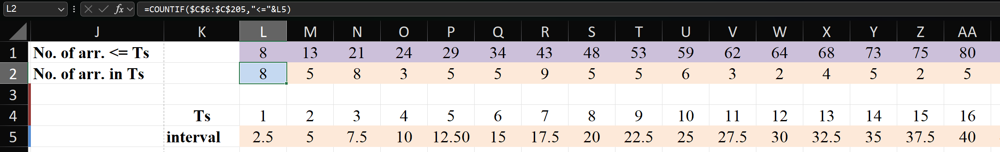 L2 fx =COUNTIF($C$6:$C$205,"<="&L5)
J K L M N O P Q R S T U V W X Y Z AA
1 No. of arr. <= Ts 8 13 21 24 29 34 43 48 53 59 62 64 68 73 75 80
2 No. of arr. in Ts 8 5 8 3 5 5 9 5 5 6 3 2 4 5 2 5
3
4 Ts 1 2 3 4 5 6 7 8 9 10 11 12 13 14 15 16
5 interval 2.5 5 7.5 10 12.50 15 17.5 20 22.5 25 27.5 30 32.5 35 37.5 40